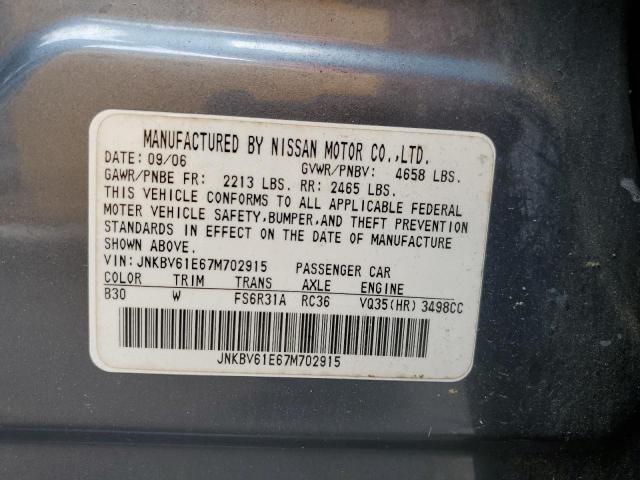 MANUFACTURED BY NISSAN MOTOR CO.,LTD.
DATE: 09/06 GVWR/PNBV: 4658 LBS.
GAWR/PNBE FR: 2213 LBS. RR: 2465 LBS.
THIS VEHICLE CONFORMS TO ALL APPLICABLE FEDERAL
MOTER VEHICLE SAFETY,BUMPER,AND THEFT PREVENTION
STANDARDS IN EFFECT ON THE DATE OF MANUFACTURE
SHOWN ABOVE.
VIN:JNKBV61E67M702915 PASSENGER CAR
COLOR TRIM TRANS AXLE ENGINE
B30 W FS6R31A RC36 VQ35(HR) 3498CC
JNKBV61E67M702915